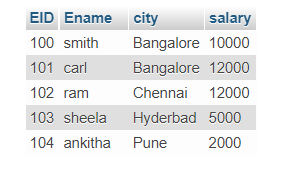 EID Ename city salary
100 smith Bangalore 10000
101 carl Bangalore 12000
102 ram Chennai 12000
103 sheela Hyderbad 5000
104 ankitha Pune 2000